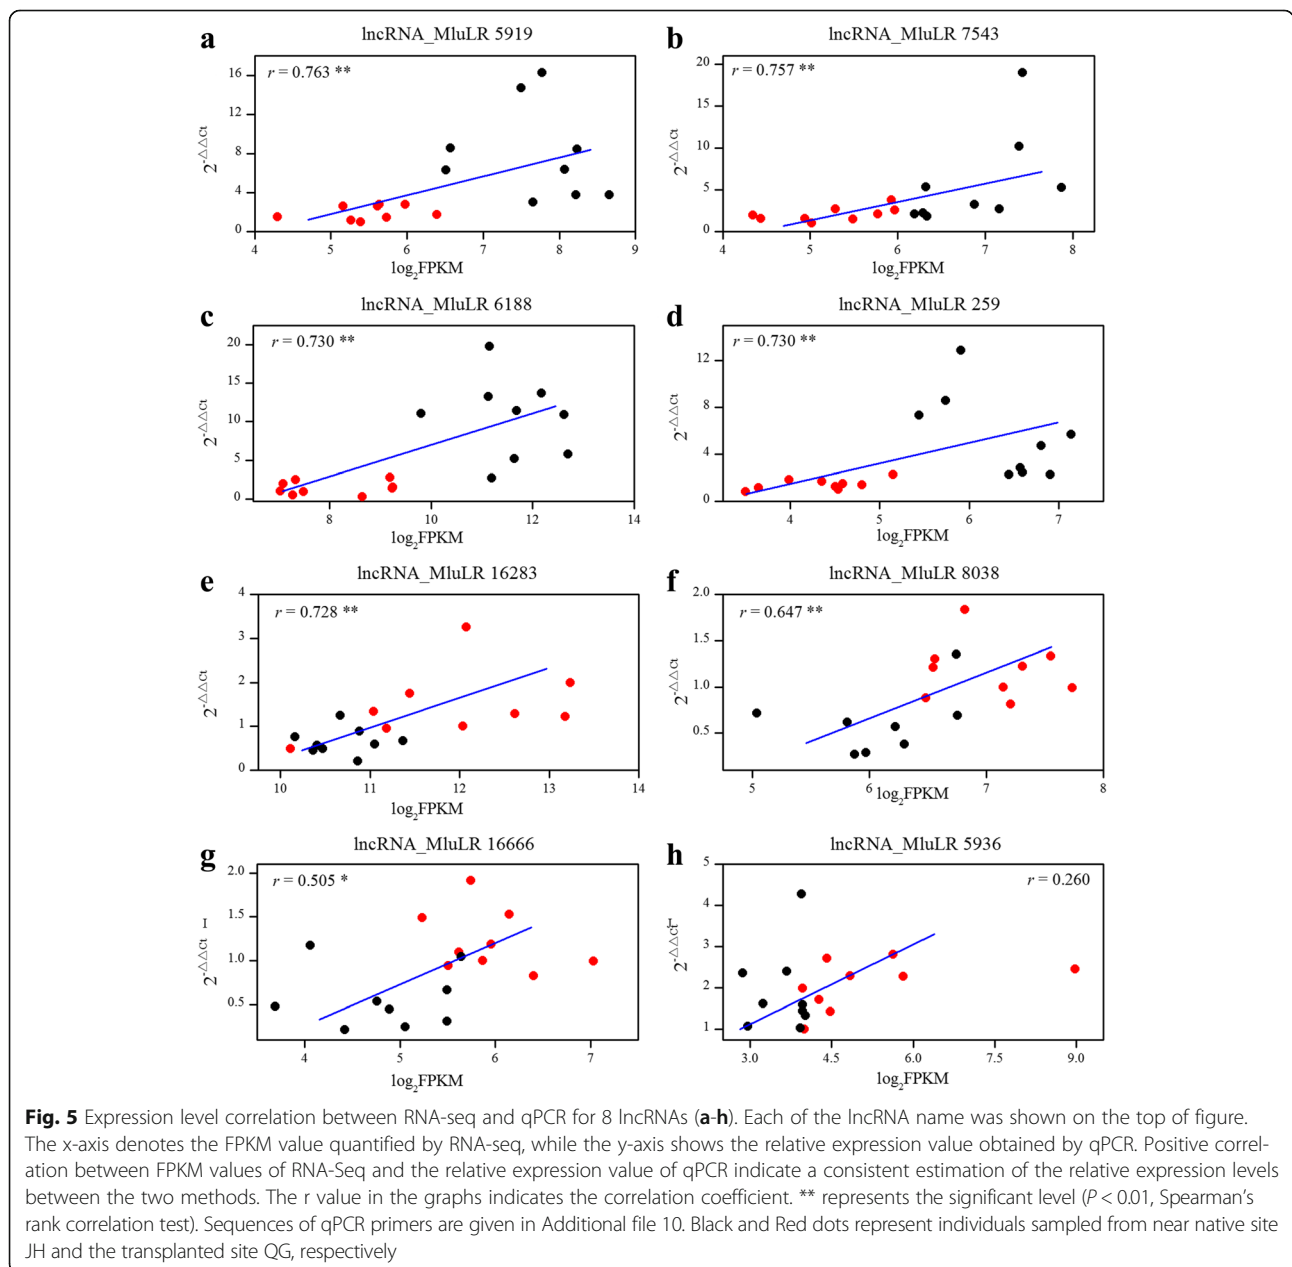 a
lncRNA_MluLR 5919
r = 0.763 **
16
12
8
4
0
2^-△△Ct
4 5 6 7 8 9
log₂FPKM
b
lncRNA_MluLR 7543
r = 0.757 **
20
15
10
5
0
2^-△△Ct
4 5 6 7 8
log₂FPKM
c
lncRNA_MluLR 6188
r = 0.730 **
20
15
10
5
0
2^-△△Ct
8 10 12 14
log₂FPKM
d
lncRNA_MluLR 259
r = 0.730 **
12
8
4
0
2^-△△Ct
4 5 6 7
log₂FPKM
e
lncRNA_MluLR 16283
r = 0.728 **
4
3
2
1
0
2^-△△Ct
10 11 12 13 14
log₂FPKM
f
lncRNA_MluLR 8038
r = 0.647 **
2.0
1.5
1.0
0.5
2^-△△Ct
5 6 7 8
log₂FPKM
g
lncRNA_MluLR 16666
r = 0.505 *
2.0
1.5
1.0
0.5
2^-△△Ct
4 5 6 7
log₂FPKM
h
lncRNA_MluLR 5936
r = 0.260
5
4
3
2
1
2^-△△Ct
3.0 4.5 6.0 7.5 9.0
log₂FPKM
Fig. 5 Expression level correlation between RNA-seq and qPCR for 8 lncRNAs (a-h). Each of the lncRNA name was shown on the top of figure.
The x-axis denotes the FPKM value quantified by RNA-seq, while the y-axis shows the relative expression value obtained by qPCR. Positive correl-
ation between FPKM values of RNA-Seq and the relative expression value of qPCR indicate a consistent estimation of the relative expression levels
between the two methods. The r value in the graphs indicates the correlation coefficient. ** represents the significant level (P < 0.01, Spearman's
rank correlation test). Sequences of qPCR primers are given in Additional file 10. Black and Red dots represent individuals sampled from near native site
JH and the transplanted site QG, respectively